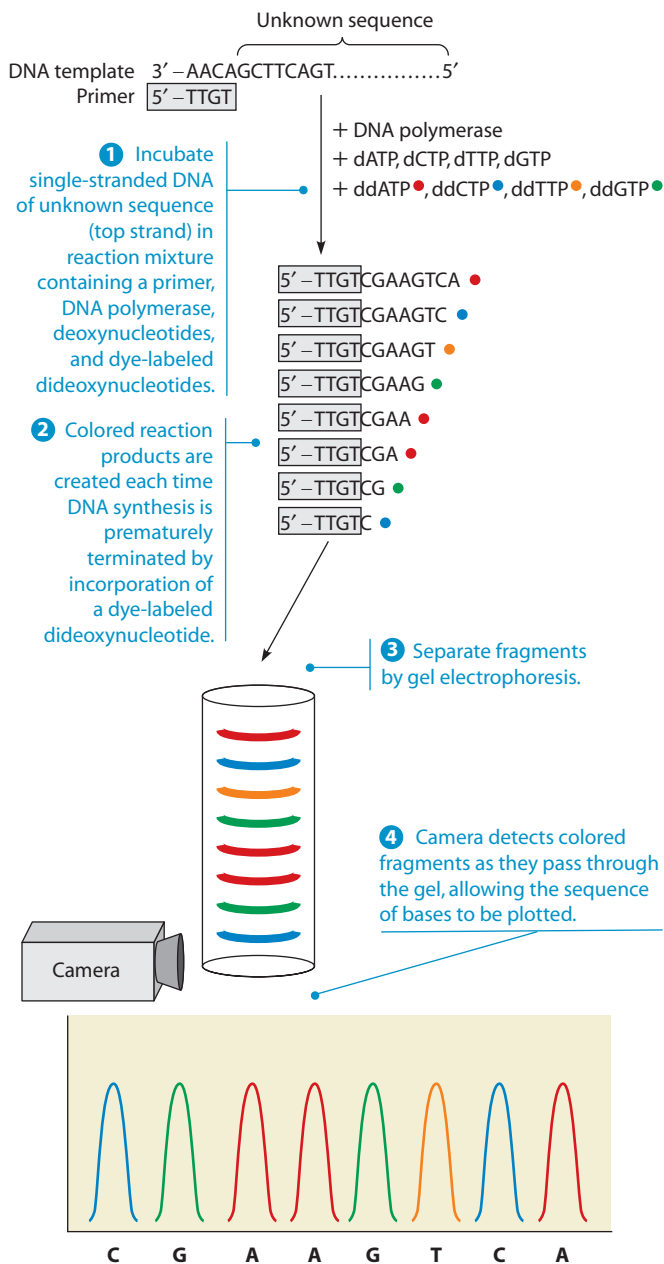 Unknown sequence
DNA template 3′ –AACAGCTTCAGT................5′
Primer 5′ –TTGT
+ DNA polymerase
+ dATP, dCTP, dTTP, dGTP
+ ddATP, ddCTP, ddTTP, ddGTP
1 Incubate
single-stranded DNA
of unknown sequence
(top strand) in
reaction mixture
containing a primer,
DNA polymerase,
deoxynucleotides,
and dye-labeled
dideoxynucleotides.
5′ –TTGTCGAAGTCA
5′ –TTGTCGAAGTC
5′ –TTGTCGAAGT
5′ –TTGTCGAAG
5′ –TTGTCGAA
5′ –TTGTCGA
5′ –TTGTCG
5′ –TTGTC
2 Colored reaction
products are
created each time
DNA synthesis is
prematurely
terminated by
incorporation of
a dye-labeled
dideoxynucleotide.
3 Separate fragments
by gel electrophoresis.
4 Camera detects colored
fragments as they pass through
the gel, allowing the sequence
of bases to be plotted.
Camera
C G A A G T C A